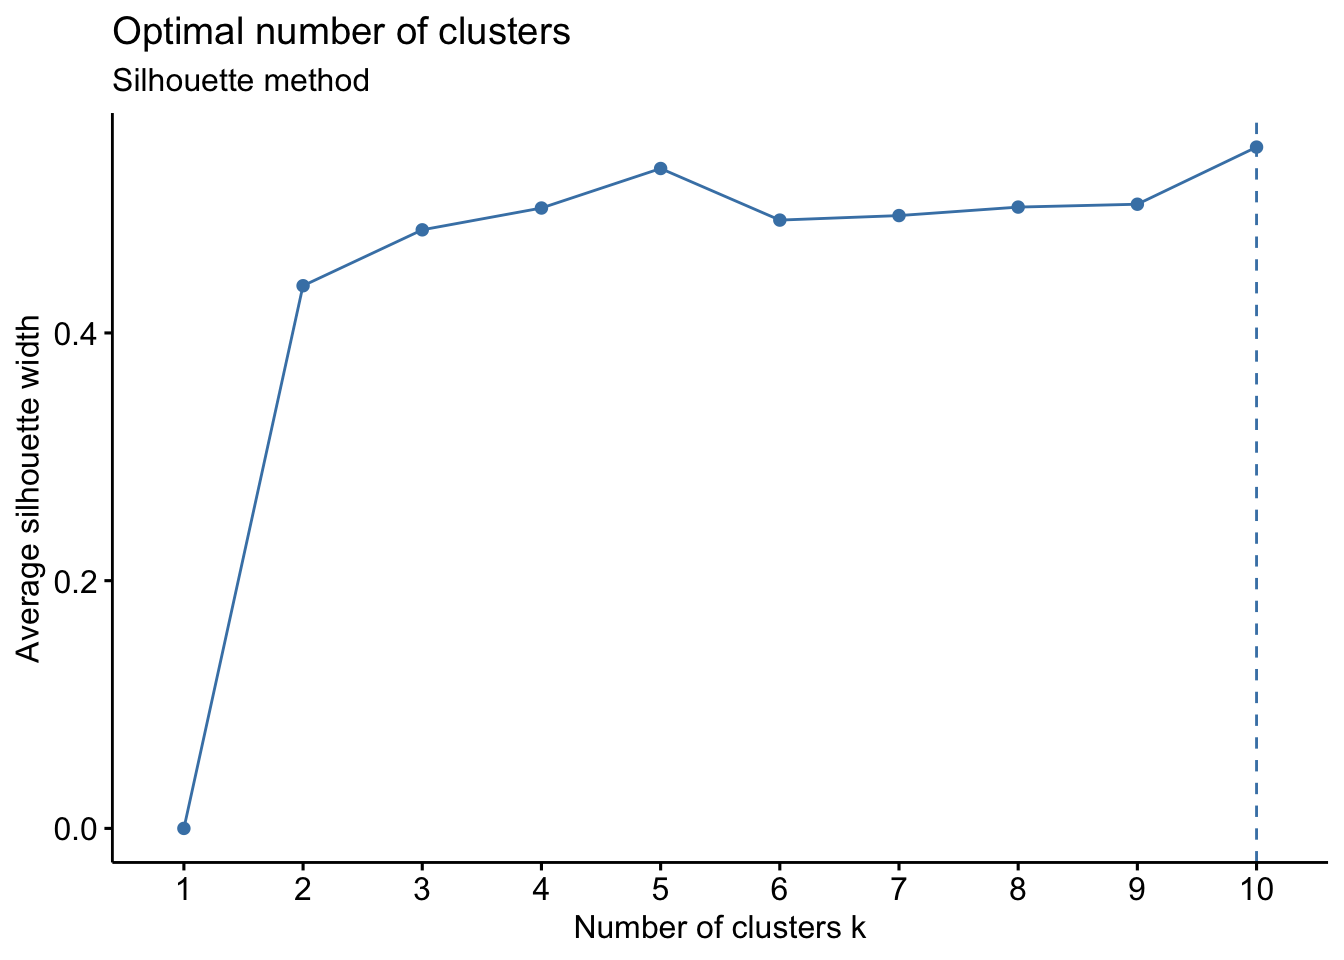 Optimal number of clusters
Silhouette method
Average silhouette width
0.4
0.2
0.0
1 2 3 4 5 6 7 8 9 10
Number of clusters k